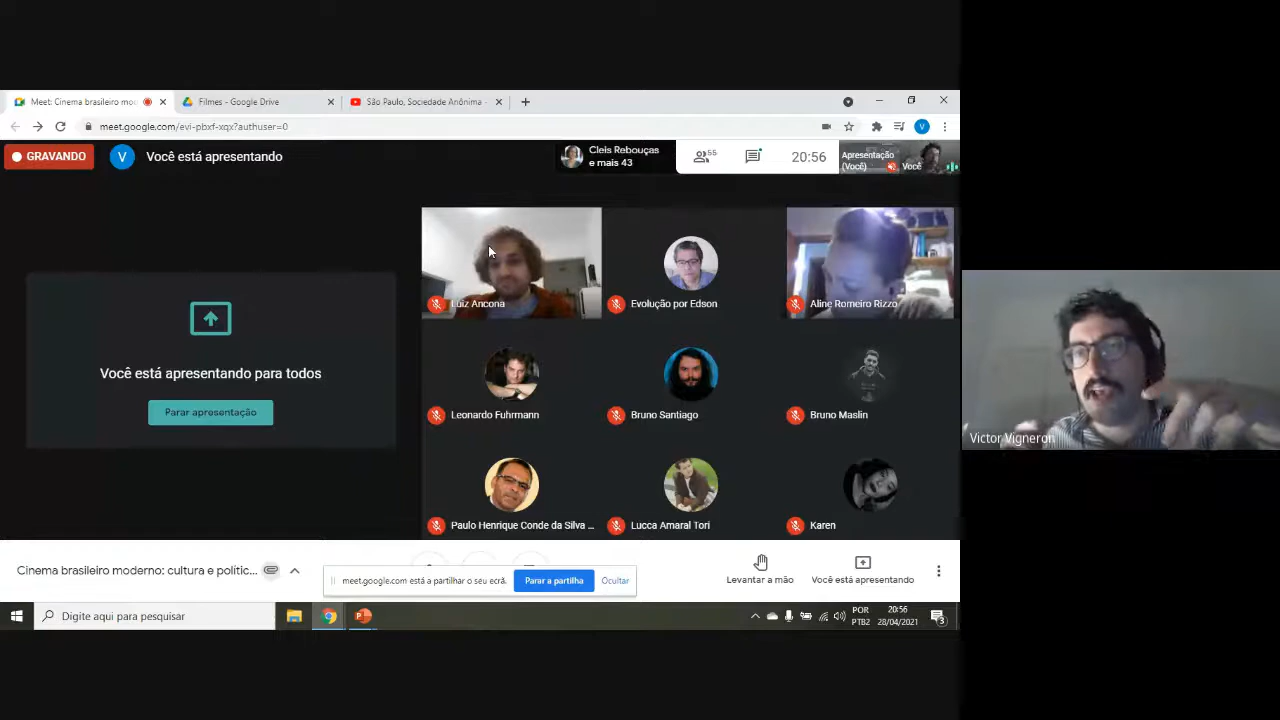 Meet: Cinema brasileiro mod
Filmes - Google Drive
São Paulo, Sociedade Anônima -
meet.google.com/evi-pbxf-xqx?authuser=0
V
GRAVANDO
V
Você está apresentando
Cleis Rebouças
e mais 43
55
20:56
Apresentação
(Você)
Você
Você está apresentando para todos
Parar apresentação
Luiz Ancona
Evolução por Edson
Aline Romeiro Rizzo
Leonardo Fuhrmann
Bruno Santiago
Bruno Maslin
Paulo Henrique Conde da Silva ...
Lucca Amaral Tori
Karen
Victor Vigneron
Cinema brasileiro moderno: cultura e polític...
meet.google.com está a partilhar o seu ecrã.
Parar a partilha
Ocultar
Levantar a mão
Você está apresentando
Digite aqui para pesquisar
POR
PTB2
20:56
28/04/2021
3